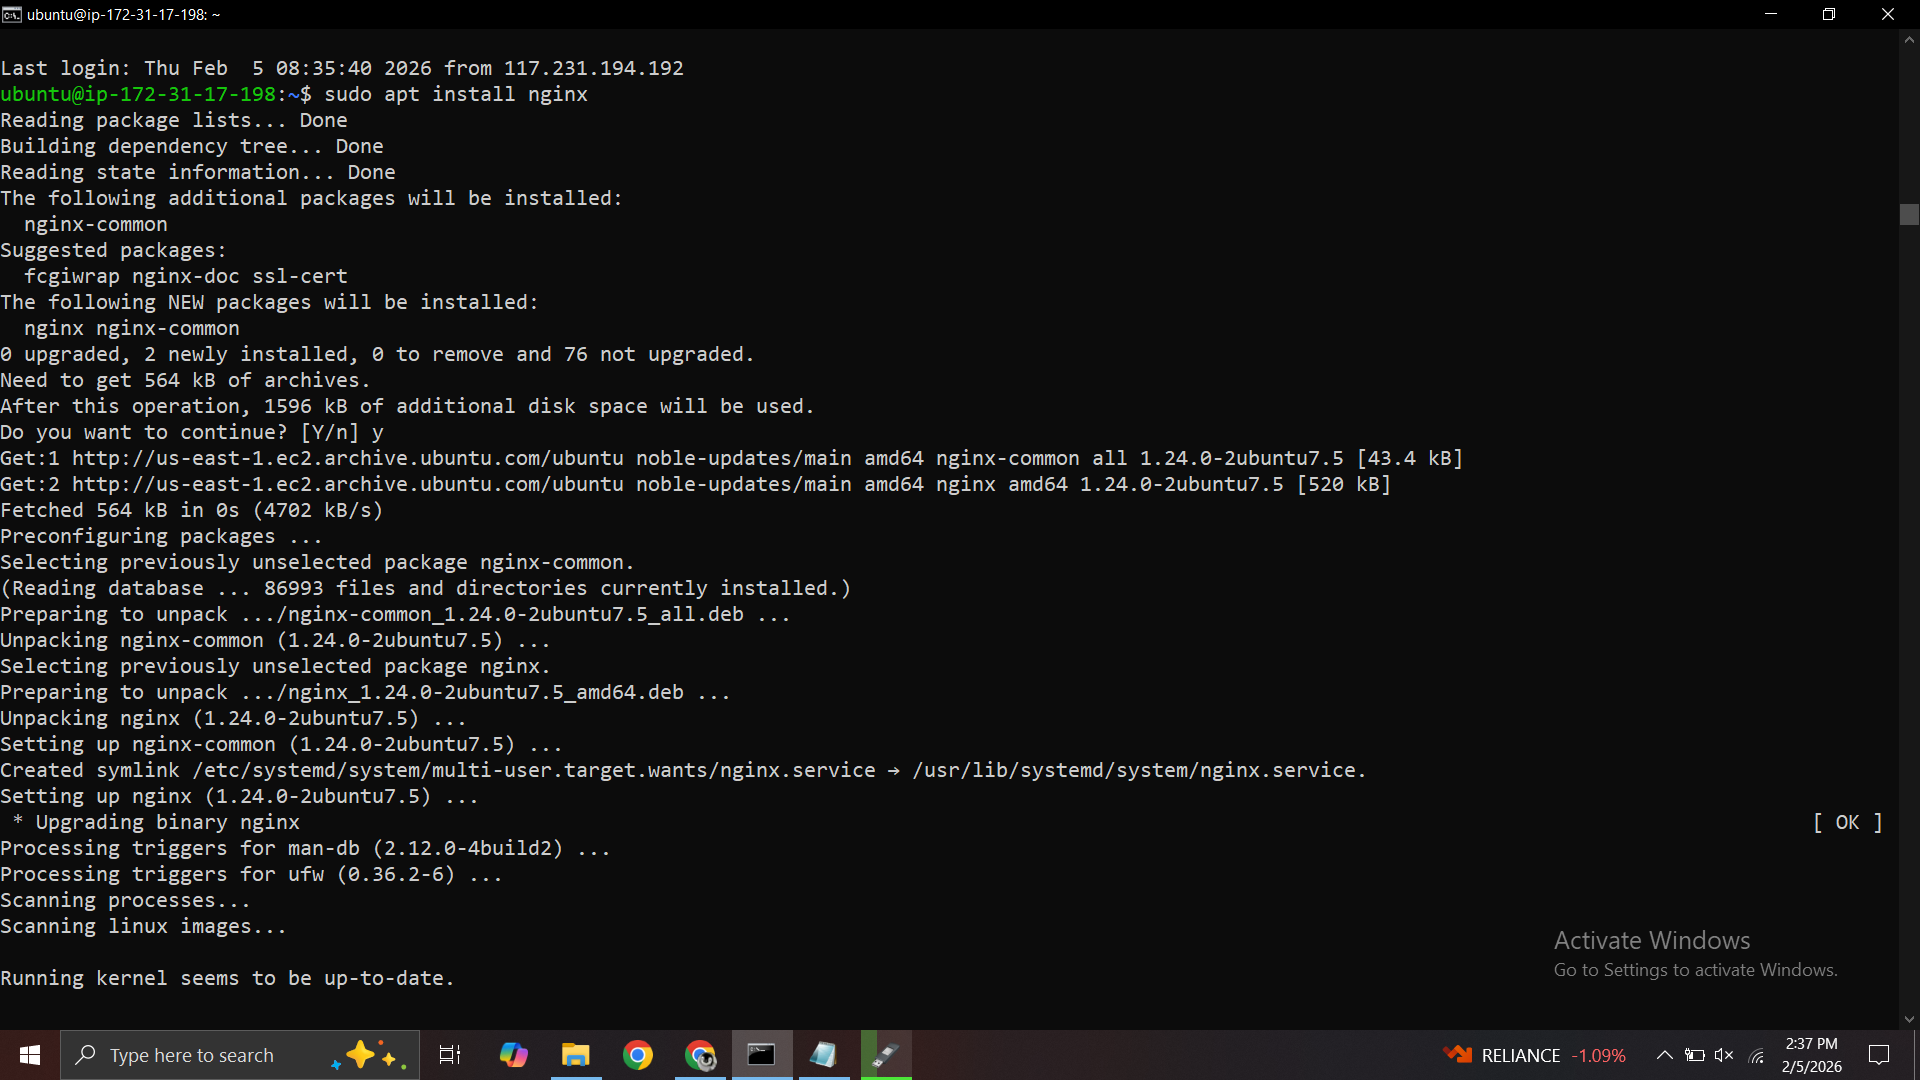 ubuntu@ip-172-31-17-198: ~
Last login: Thu Feb  5 08:35:40 2026 from 117.231.194.192
ubuntu@ip-172-31-17-198:~$ sudo apt install nginx
Reading package lists... Done
Building dependency tree... Done
Reading state information... Done
The following additional packages will be installed:
  nginx-common
Suggested packages:
  fcgiwrap nginx-doc ssl-cert
The following NEW packages will be installed:
  nginx nginx-common
0 upgraded, 2 newly installed, 0 to remove and 76 not upgraded.
Need to get 564 kB of archives.
After this operation, 1596 kB of additional disk space will be used.
Do you want to continue? [Y/n] y
Get:1 http://us-east-1.ec2.archive.ubuntu.com/ubuntu noble-updates/main amd64 nginx-common all 1.24.0-2ubuntu7.5 [43.4 kB]
Get:2 http://us-east-1.ec2.archive.ubuntu.com/ubuntu noble-updates/main amd64 nginx amd64 1.24.0-2ubuntu7.5 [520 kB]
Fetched 564 kB in 0s (4702 kB/s)
Preconfiguring packages ...
Selecting previously unselected package nginx-common.
(Reading database ... 86993 files and directories currently installed.)
Preparing to unpack .../nginx-common_1.24.0-2ubuntu7.5_all.deb ...
Unpacking nginx-common (1.24.0-2ubuntu7.5) ...
Selecting previously unselected package nginx.
Preparing to unpack .../nginx_1.24.0-2ubuntu7.5_amd64.deb ...
Unpacking nginx (1.24.0-2ubuntu7.5) ...
Setting up nginx-common (1.24.0-2ubuntu7.5) ...
Created symlink /etc/systemd/system/multi-user.target.wants/nginx.service → /usr/lib/systemd/system/nginx.service.
Setting up nginx (1.24.0-2ubuntu7.5) ...
 * Upgrading binary nginx [ OK ]
Processing triggers for man-db (2.12.0-4build2) ...
Processing triggers for ufw (0.36.2-6) ...
Scanning processes...
Scanning linux images...
Running kernel seems to be up-to-date.
Activate Windows
Go to Settings to activate Windows.
Type here to search
RELIANCE -1.09%
2:37 PM
2/5/2026